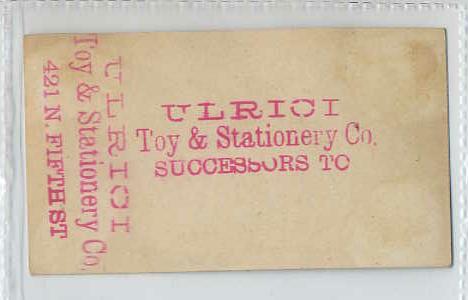 ULRICI
Toy & Stationery Co.
SUCCESSORS TO
ULRICI
Toy & Stationery Co.
421 N. FIFTH ST